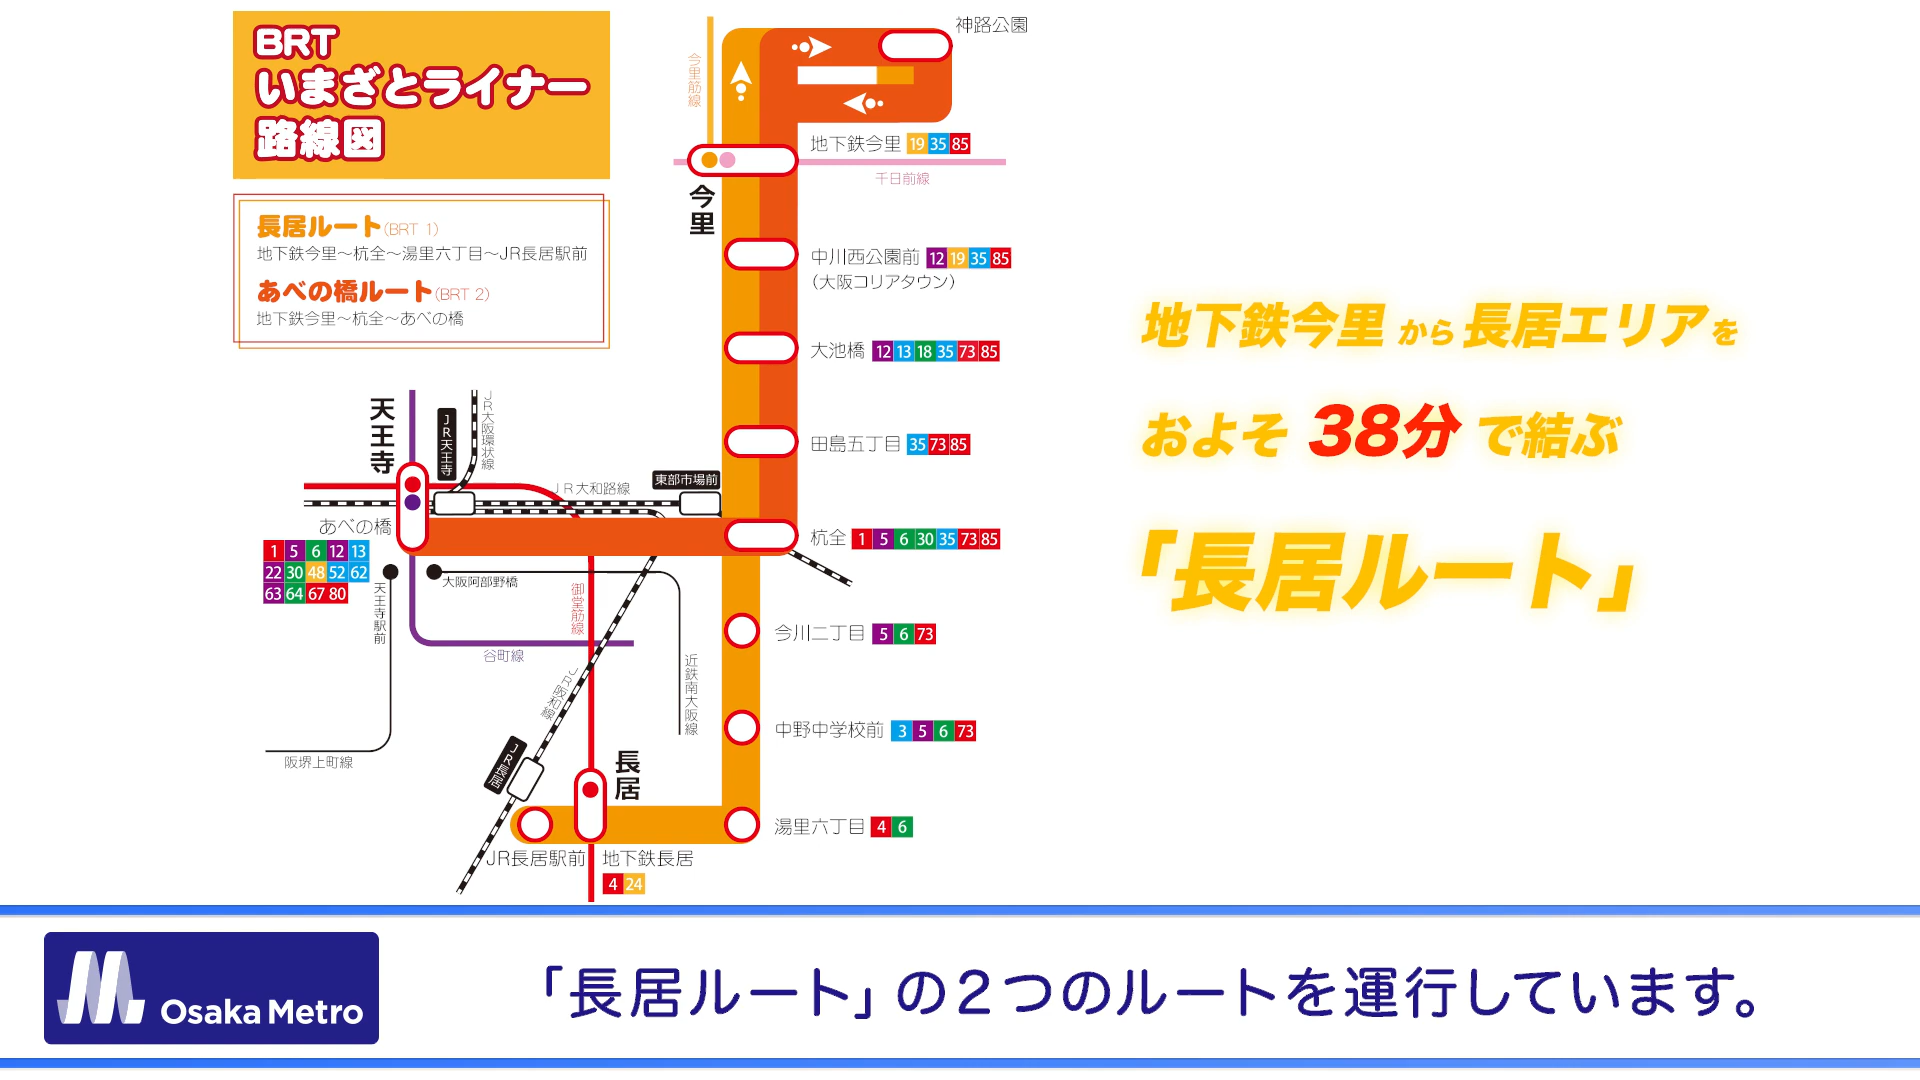 BRT
いまざとライナー
路線図
長居ルート(BRT 1)
地下鉄今里～杭全～湯里六丁目～JR長居駅前
あべの橋ルート(BRT 2)
地下鉄今里～杭全～あべの橋
神路公園
今里筋線
地下鉄今里 19 35 85
千日前線
今里
中川西公園前 12 19 35 85
(大阪コリアタウン)
大池橋 12 13 18 35 73 85
田島五丁目 35 73 85
杭全 1 5 6 30 35 73 85
今川二丁目 5 6 73
中野中学校前 3 5 6 73
湯里六丁目 4 6
天王寺
JR天王寺
JR大阪環状線
JR大和路線
東部市場前
あべの橋
1 5 6 12 13
22 30 48 52 62
63 64 67 80
天王寺駅前
大阪阿部野橋
御堂筋線
谷町線
JR阪和線
近鉄南大阪線
阪堺上町線
JR長居
長居
JR長居駅前
地下鉄長居
4 24
地下鉄今里から長居エリアを
およそ 38分 で結ぶ
「長居ルート」
Osaka Metro
「長居ルート」の２つのルートを運行しています。